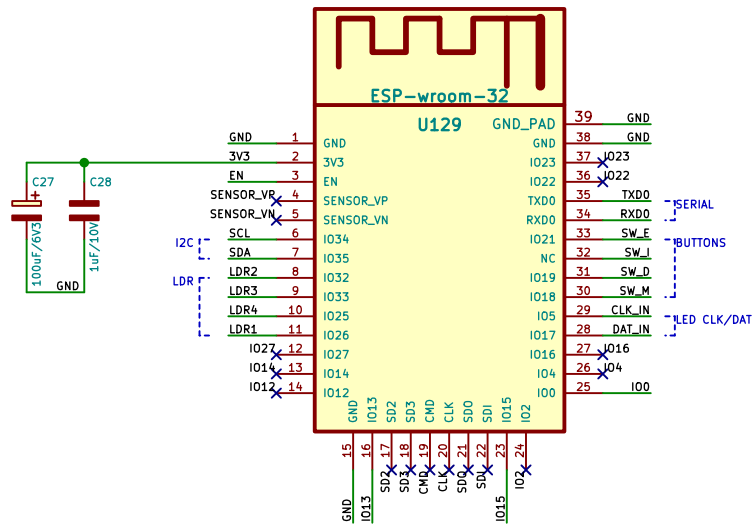 ESP-wroom-32
U129
GND 1 GND
3V3 2 3V3
EN 3 EN
SENSOR_VP 4 SENSOR_VP
SENSOR_VN 5 SENSOR_VN
I2C
SCL 6 IO34
SDA 7 IO35
LDR
LDR2 8 IO32
LDR3 9 IO33
LDR4 10 IO25
LDR1 11 IO26
IO27 12 IO27
IO14 13 IO14
IO12 14 IO12
GND_PAD 39 GND
GND 38 GND
IO23 37 IO23
IO22 36 IO22
TXD0 35 TXD0
RXD0 34 RXD0
SERIAL
IO21 33 SW_E
NC 32 SW_I
IO19 31 SW_D
IO18 30 SW_M
BUTTONS
IO5 29 CLK_IN
IO17 28 DAT_IN
LED CLK/DAT
IO16 27 IO16
IO4 26 IO4
IO0 25 IO0
C27
100uF/6V3
C28
1uF/10V
GND
GND 15 GND
IO13 16 IO13
SD2 17 SD2
SD3 18 SD3
CMD 19 CMD
CLK 20 CLK
SD0 21 SD0
SDI 22 SDI
IO15 23 IO15
IO2 24 IO2